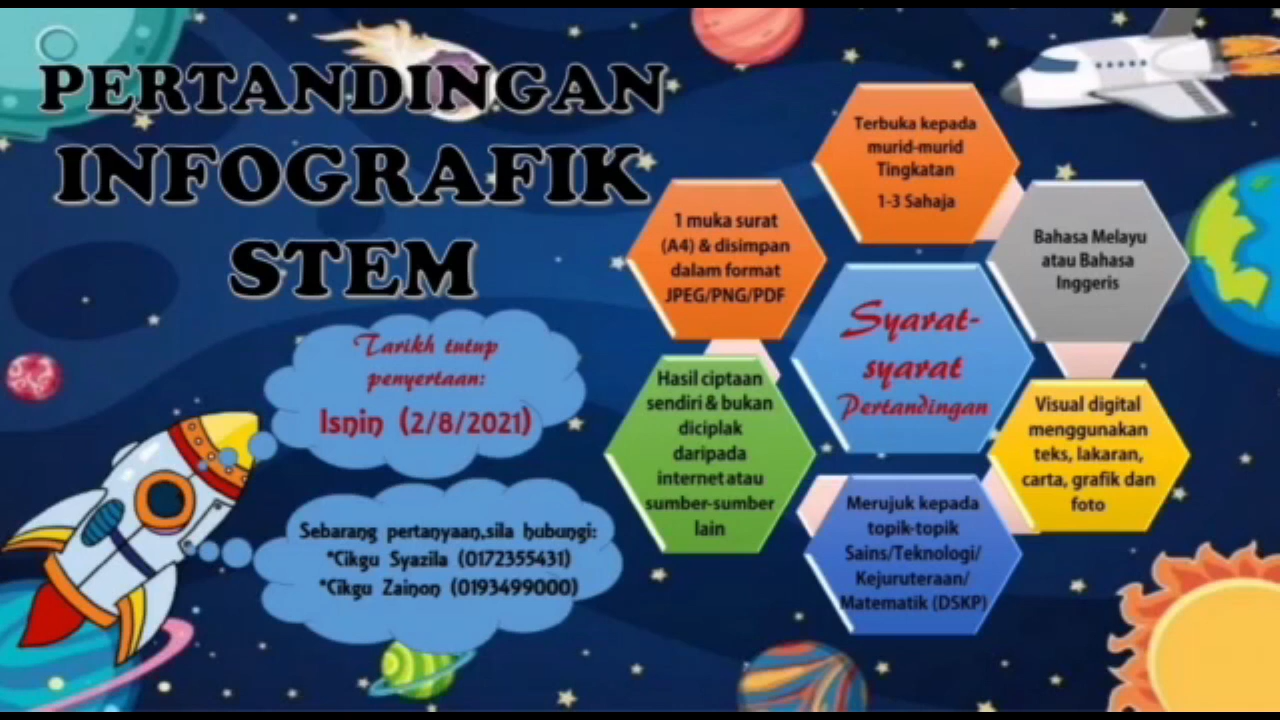 PERTANDINGAN
INFOGRAFIK
STEM
Tarikh tutup
penyertaan:
Isnin (2/8/2021)
Sebarang pertanyaan,sila hubungi:
*Cikgu Syazila (0172355431)
*Cikgu Zainon (0193499000)
Syarat-
syarat
Pertandingan
Terbuka kepada
murid-murid
Tingkatan
1-3 Sahaja
Bahasa Melayu
atau Bahasa
Inggeris
Visual digital
menggunakan
teks, lakaran,
carta, grafik dan
foto
Merujuk kepada
topik-topik
Sains/Teknologi/
Kejuruteraan/
Matematik (DSKP)
Hasil ciptaan
sendiri & bukan
diciplak
daripada
internet atau
sumber-sumber
lain
1 muka surat
(A4) & disimpan
dalam format
JPEG/PNG/PDF